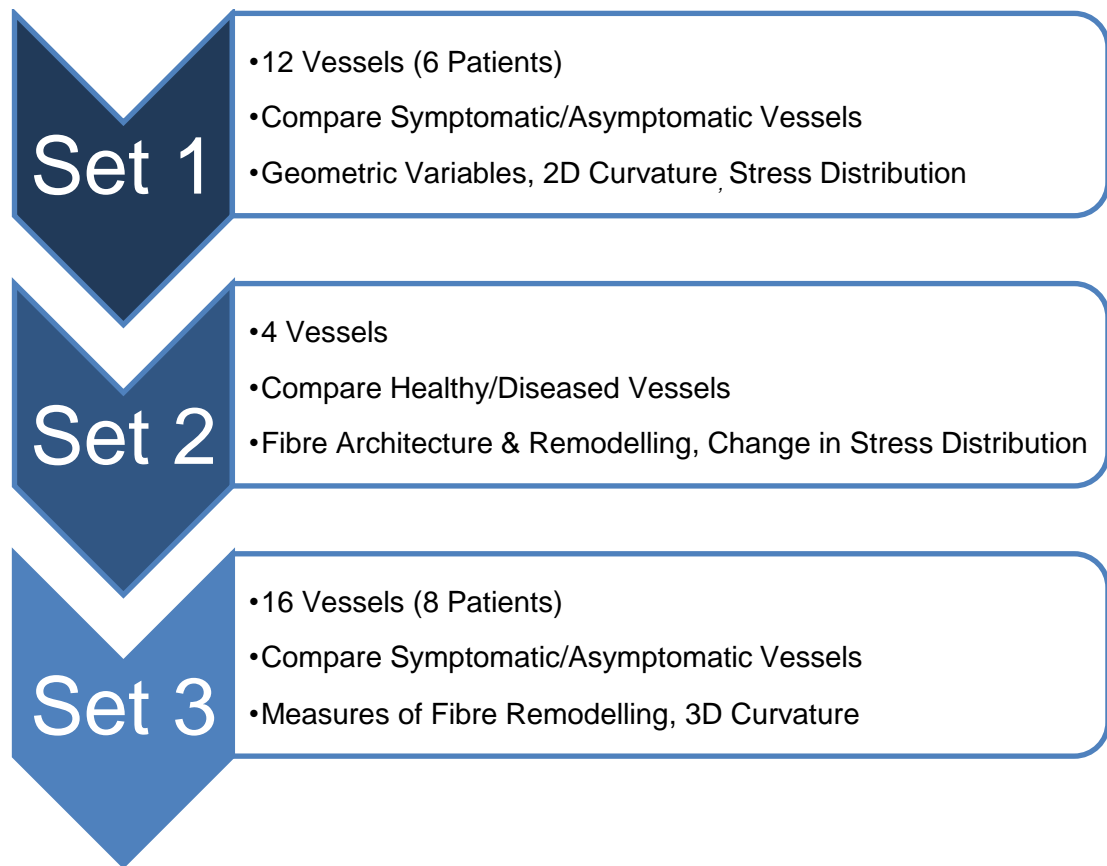 Set 1
•12 Vessels (6 Patients)
•Compare Symptomatic/Asymptomatic Vessels
•Geometric Variables, 2D Curvature, Stress Distribution
Set 2
•4 Vessels
•Compare Healthy/Diseased Vessels
•Fibre Architecture & Remodelling, Change in Stress Distribution
Set 3
•16 Vessels (8 Patients)
•Compare Symptomatic/Asymptomatic Vessels
•Measures of Fibre Remodelling, 3D Curvature